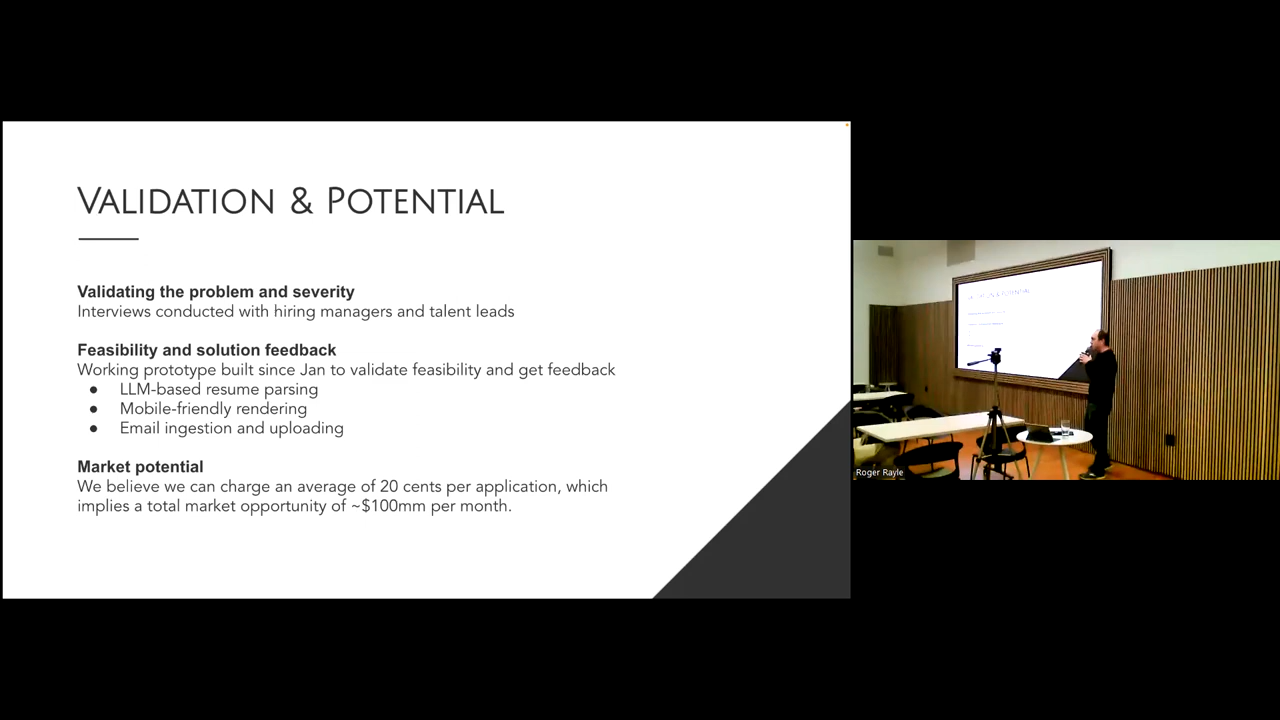 VALIDATION & POTENTIAL
Validating the problem and severity
Interviews conducted with hiring managers and talent leads
Feasibility and solution feedback
Working prototype built since Jan to validate feasibility and get feedback
● LLM-based resume parsing
● Mobile-friendly rendering
● Email ingestion and uploading
Market potential
We believe we can charge an average of 20 cents per application, which
implies a total market opportunity of ~$100mm per month.
Roger Rayle